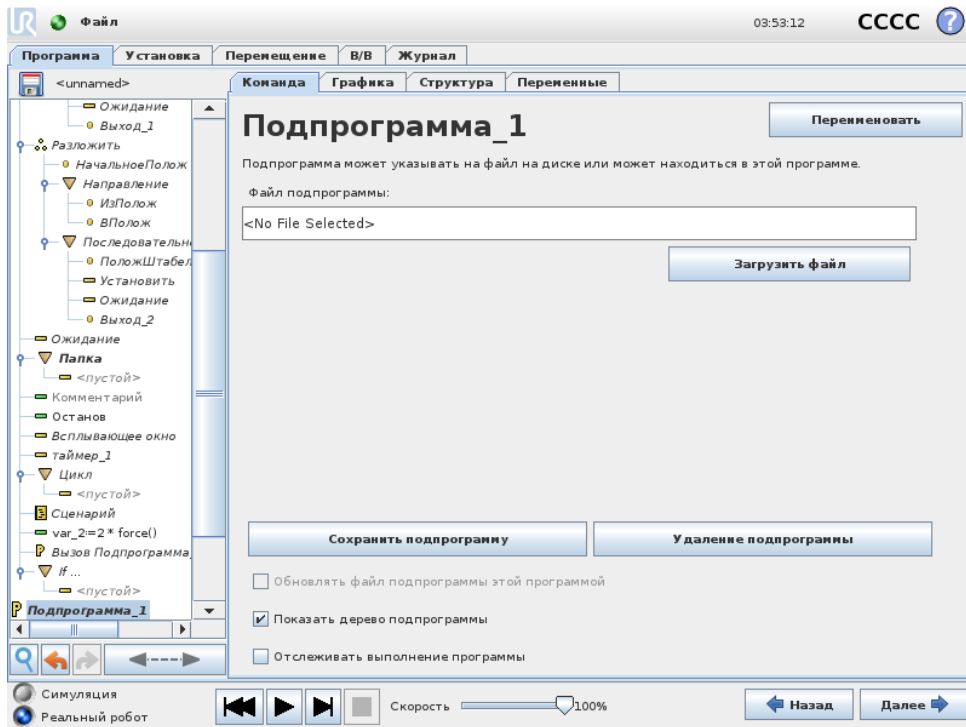 UR Файл 03:53:12 CCCC ?
Программа Установка Перемещение В/В Журнал
<unnamed>
Команда Графика Структура Переменные
Ожидание
Выход_1
Разложить
НачальноеПолож
Направление
ИзПолож
ВПолож
Последовательн
ПоложШтабел
Установить
Ожидание
Выход_2
Ожидание
Папка
<пустой>
Комментарий
Останов
Всплывающее окно
таймер_1
Цикл
<пустой>
Сценарий
var_2:=2 * force()
Вызов Подпрограмма_
If ...
<пустой>
Подпрограмма_1
Подпрограмма_1
Переименовать
Подпрограмма может указывать на файл на диске или может находиться в этой программе.
Файл подпрограммы:
<No File Selected>
Загрузить файл
Сохранить подпрограмму Удаление подпрограммы
Обновлять файл подпрограммы этой программой
Показать дерево подпрограммы
Отслеживать выполнение программы
Симуляция
Реальный робот
Скорость 100%
Назад Далее